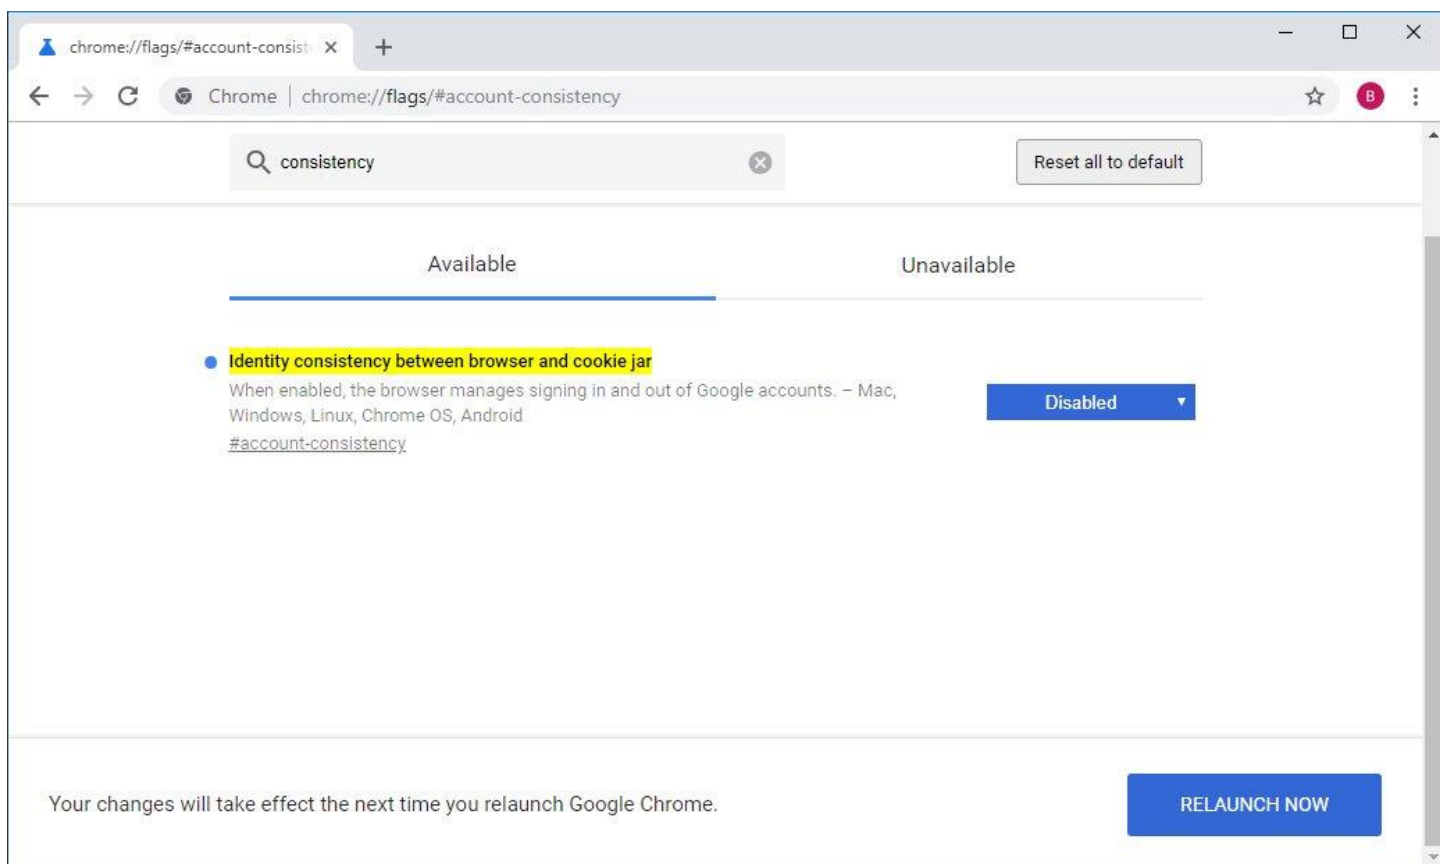 chrome://flags/#account-consist
Chrome | chrome://flags/#account-consistency
B
consistency
Reset all to default
Available
Unavailable
Identity consistency between browser and cookie jar
When enabled, the browser manages signing in and out of Google accounts. – Mac,
Windows, Linux, Chrome OS, Android
#account-consistency
Disabled
Your changes will take effect the next time you relaunch Google Chrome.
RELAUNCH NOW